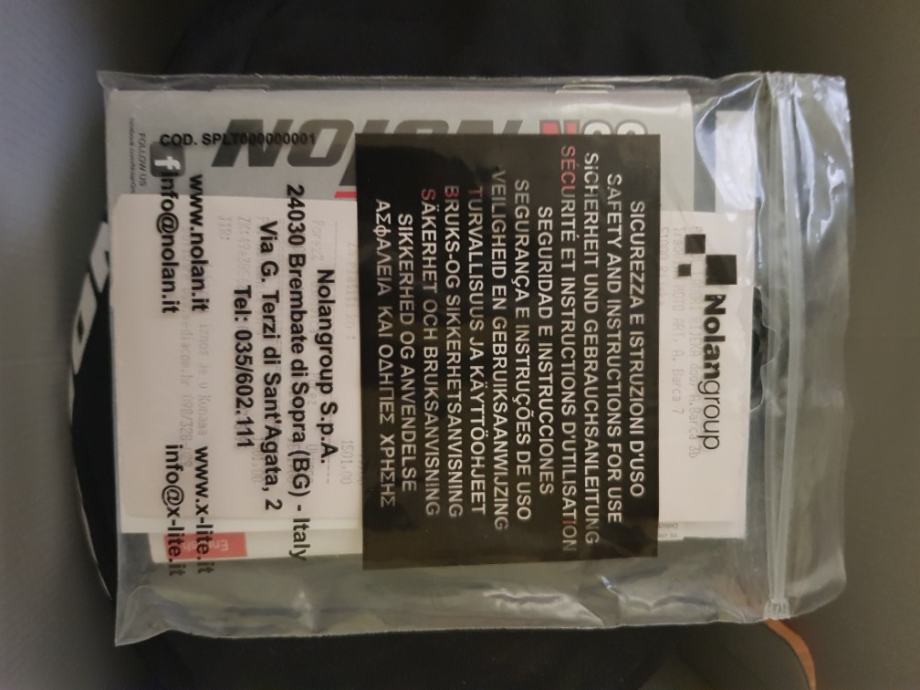 Nolangroup
SICUREZZA E ISTRUZIONI D'USO
SAFETY AND INSTRUCTIONS FOR USE
SICHERHEIT UND GEBRAUCHSANLEITUNG
SÉCURITÉ ET INSTRUCTIONS D'UTILISATION
SEGURIDAD E INSTRUCCIONES
SEGURANÇA E INSTRUÇÕES DE USO
VEILIGHEID EN GEBRUIKSAANWIJZING
TURVALLISUUS JA KÄYTTÖOHJEET
BRUKS-OG SIKKERHETSANVISNING
SÄKERHET OCH BRUKSANVISNING
SIKKERHED OG ANVENDELSE
ΑΣΦΑΛΕΙΑ ΚΑΙ ΟΔΗΓΙΕΣ ΧΡΗΣΗΣ
Nolangroup S.p.A.
24030 Brembate di Sopra (BG) - Italy
Via G. Terzi di Sant'Agata, 2
Tel: 035/602.111
www.nolan.it www.x-lite.it
info@nolan.it info@x-lite.it
COD. SPLT000000001
NOLAN
FOLLOW US